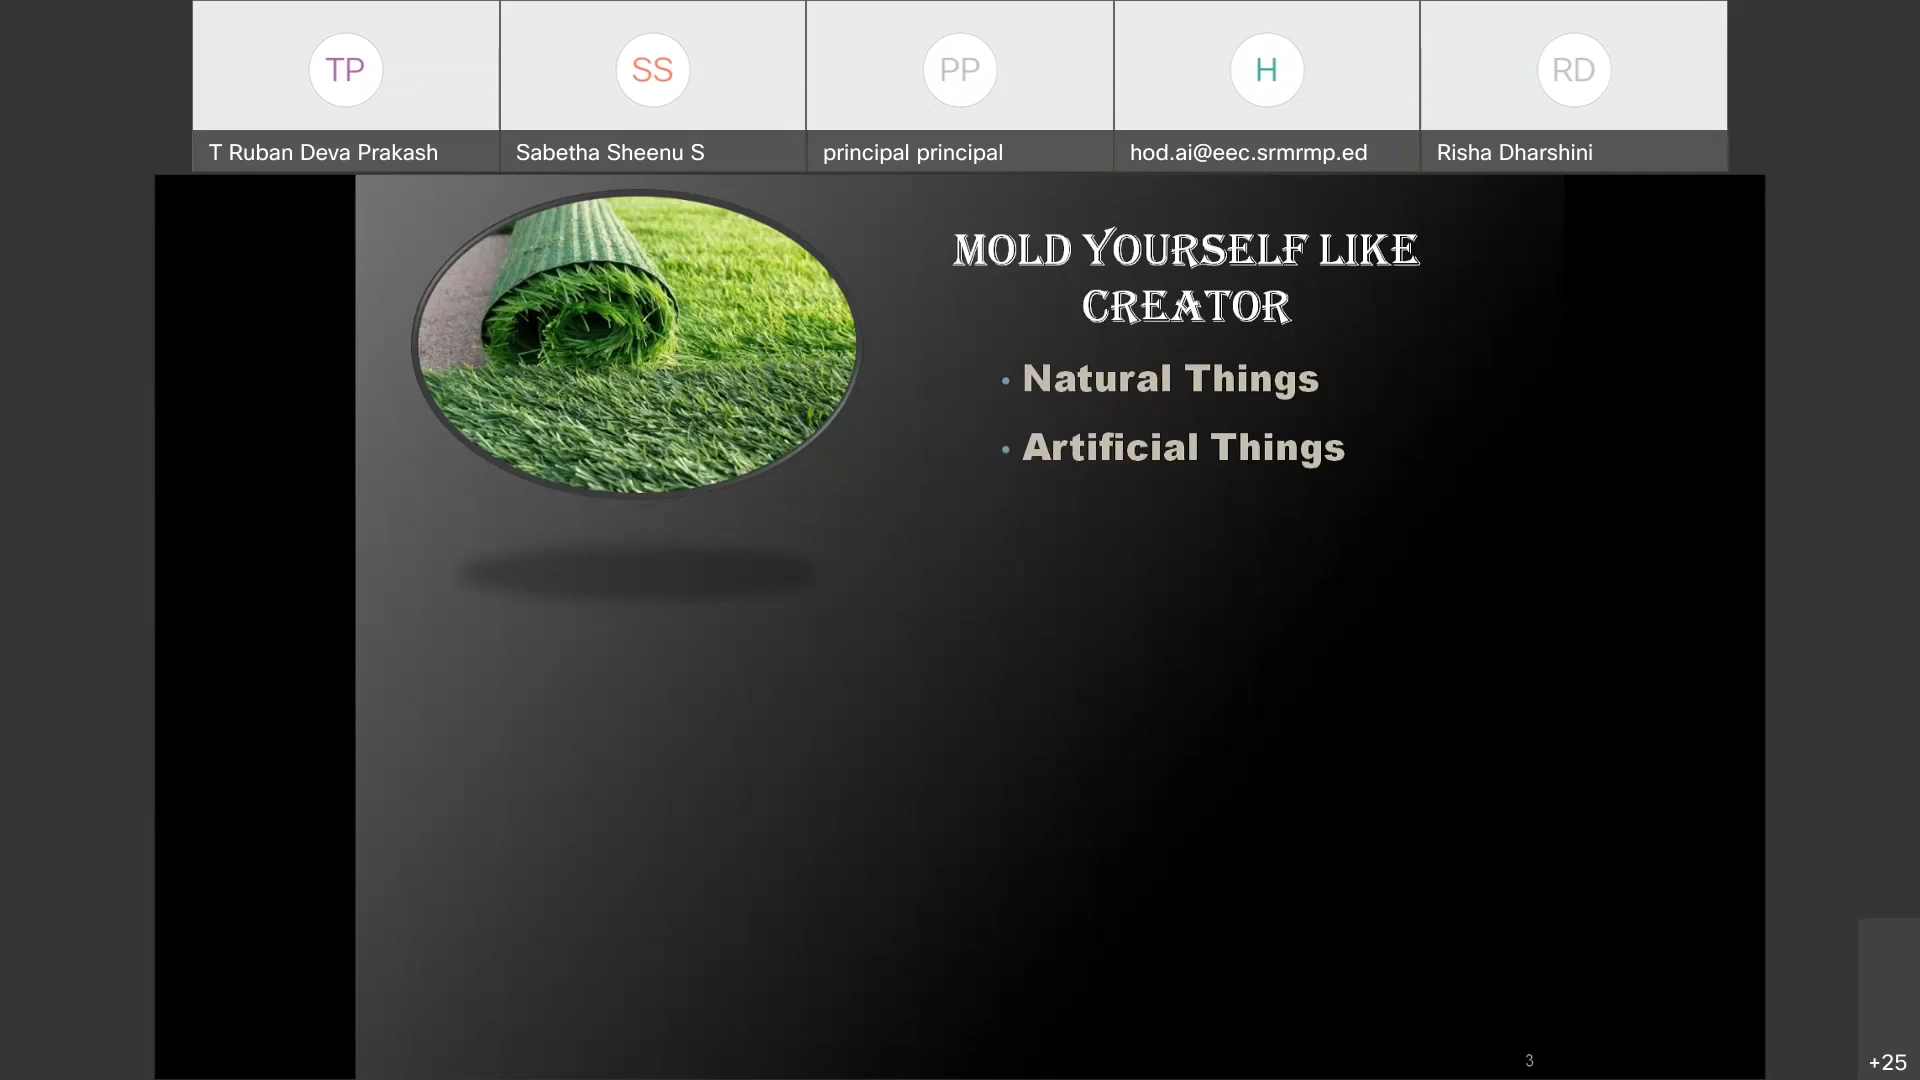 TP
SS
PP
H
RD
T Ruban Deva Prakash
Sabetha Sheenu S
principal principal
hod.ai@eec.srmrmp.ed
Risha Dharshini
MOLD YOURSELF LIKE
CREATOR
• Natural Things
• Artificial Things
3
+25